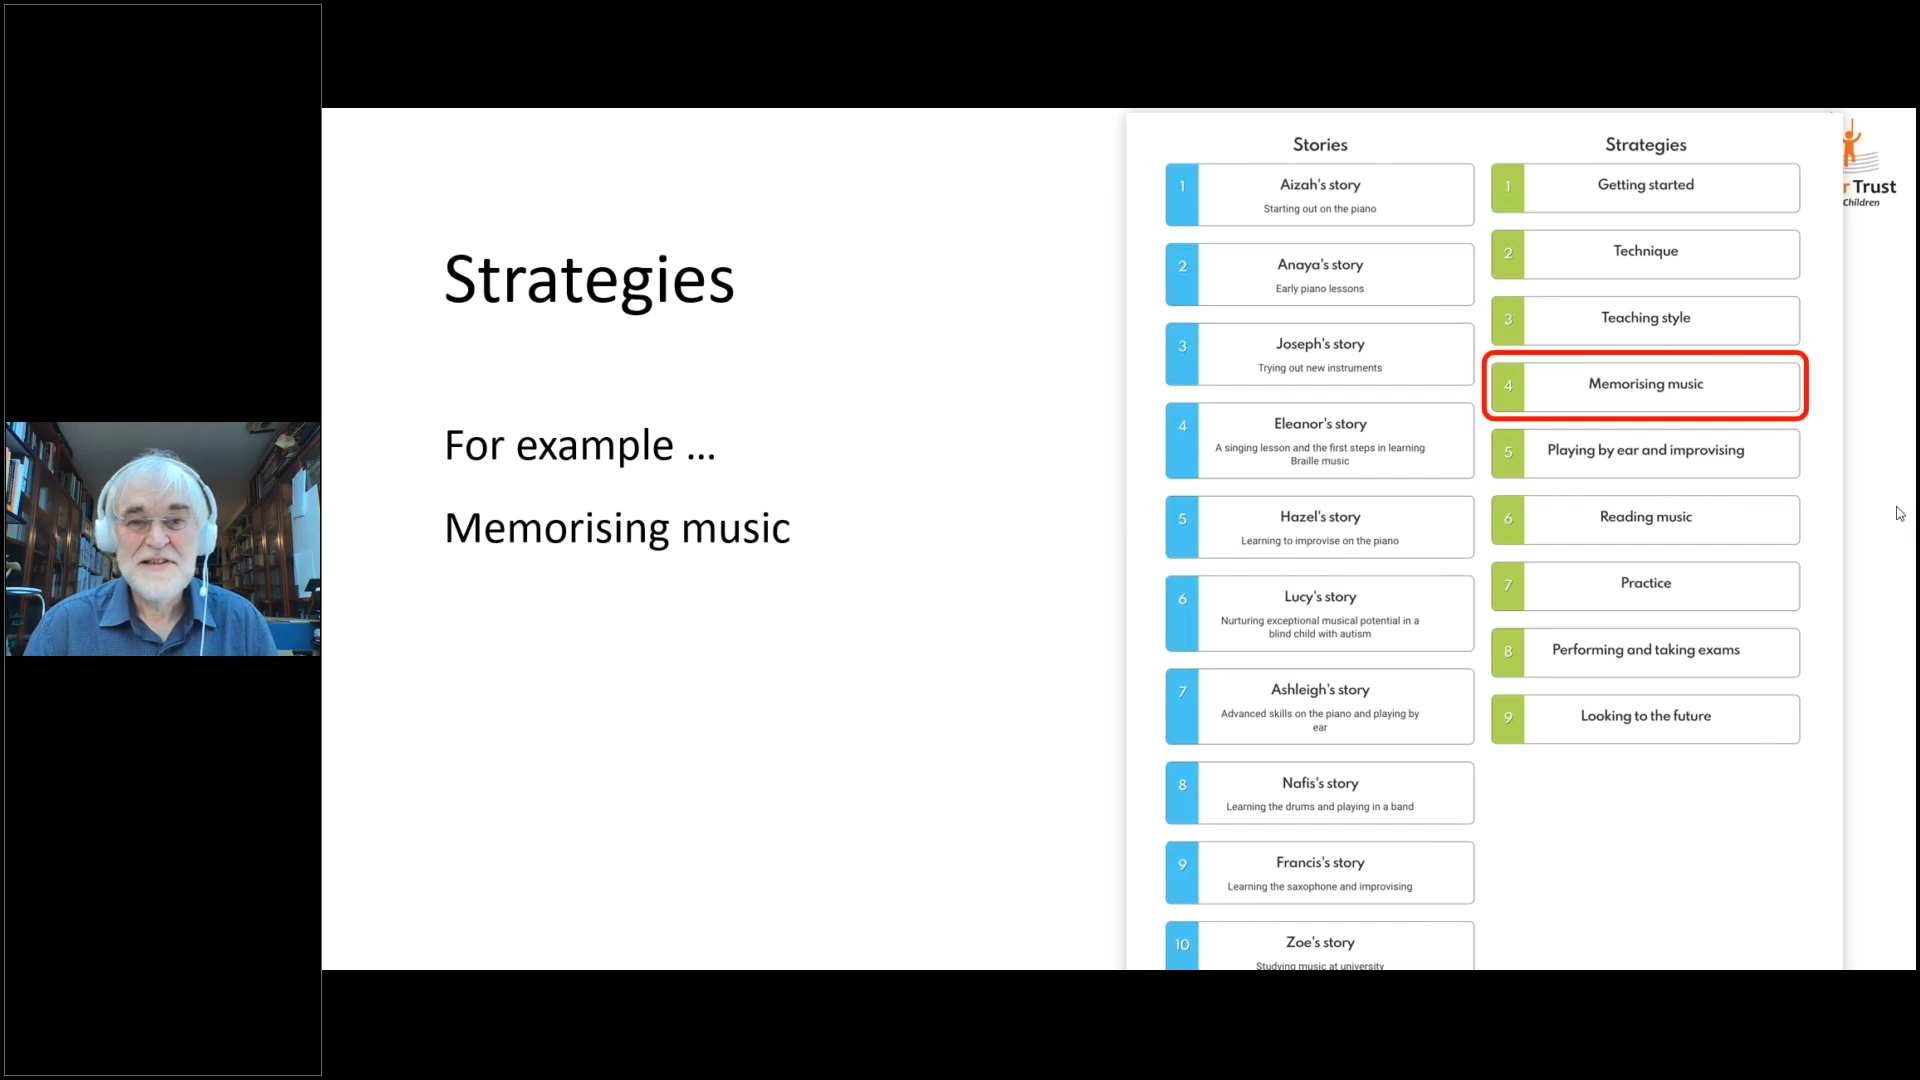 Strategies
For example ...
Memorising music
Stories
1
Aizah's story
Starting out on the piano
2
Anaya's story
Early piano lessons
3
Joseph's story
Trying out new instruments
4
Eleanor's story
A singing lesson and the first steps in learning
Braille music
5
Hazel's story
Learning to improvise on the piano
6
Lucy's story
Nurturing exceptional musical potential in a
blind child with autism
7
Ashleigh's story
Advanced skills on the piano and playing by
ear
8
Nafis's story
Learning the drums and playing in a band
9
Francis's story
Learning the saxophone and improvising
10
Zoe's story
Studying music at university
Strategies
1
Getting started
2
Technique
3
Teaching style
4
Memorising music
5
Playing by ear and improvising
6
Reading music
7
Practice
8
Performing and taking exams
9
Looking to the future
r Trust
Children